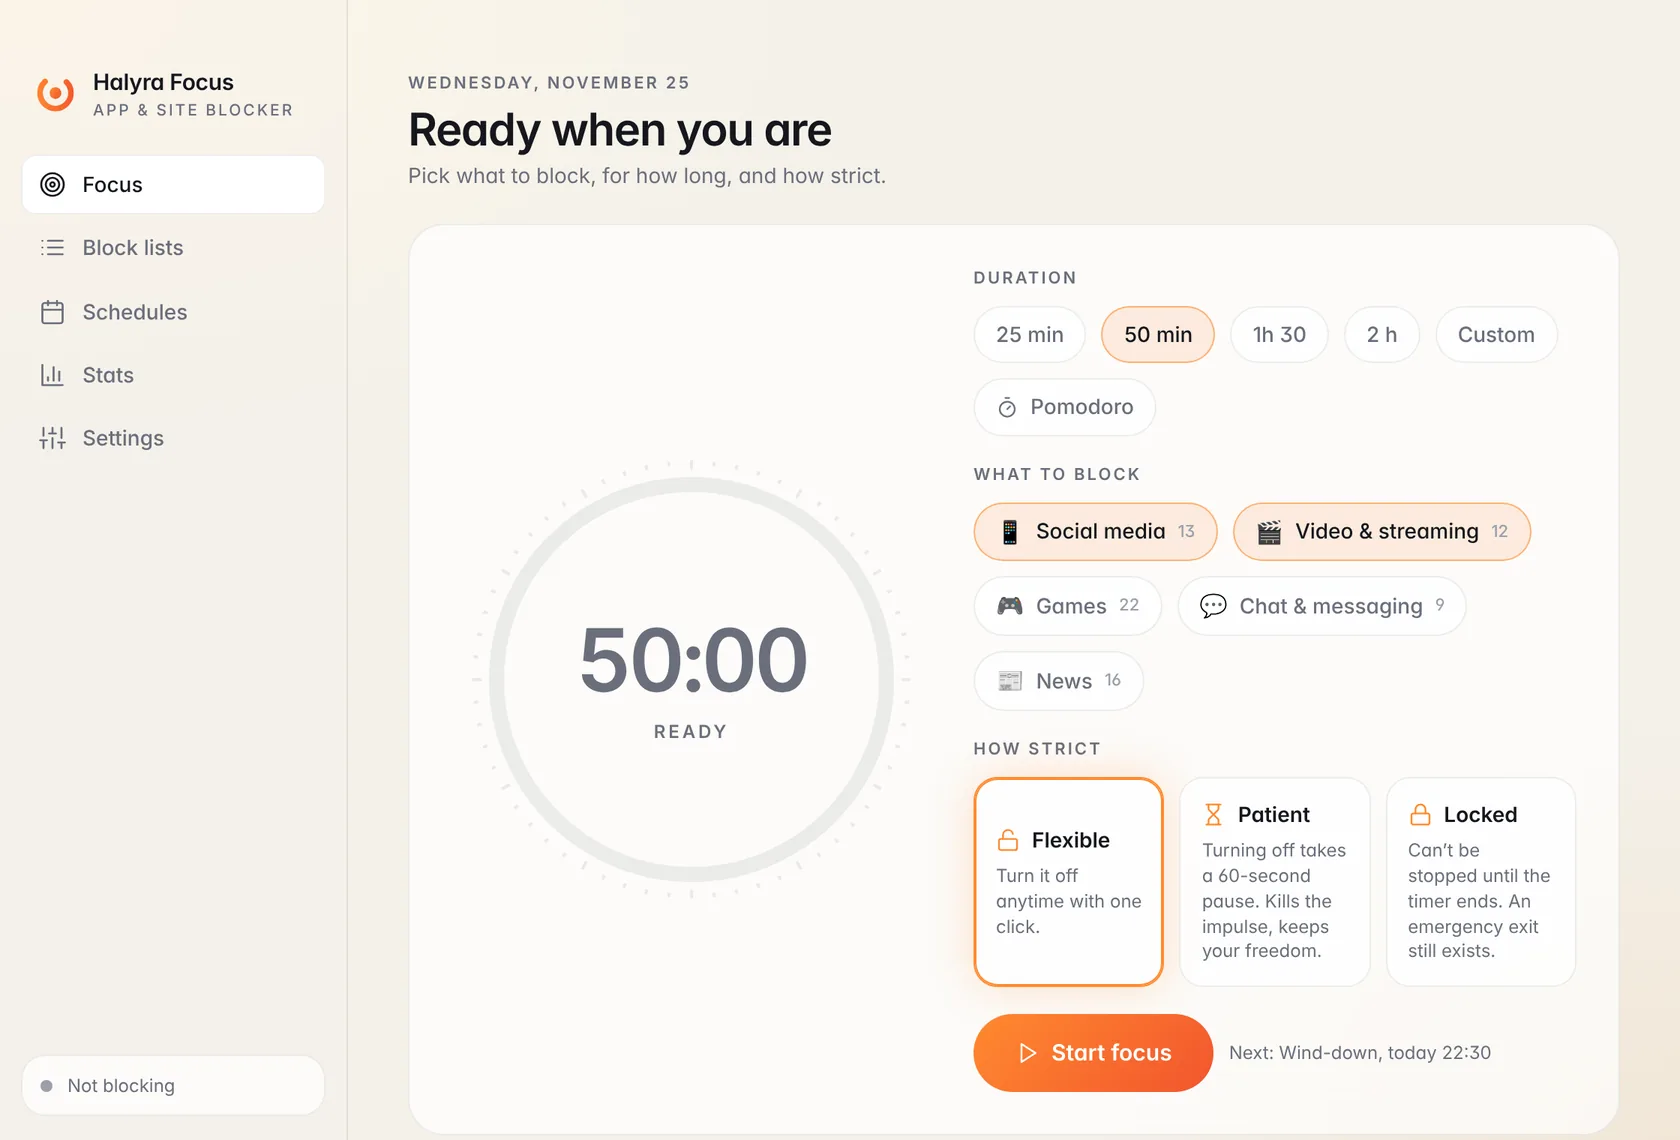 Halyra Focus
APP & SITE BLOCKER
Focus
Block lists
Schedules
Stats
Settings
Not blocking
WEDNESDAY, NOVEMBER 25
Ready when you are
Pick what to block, for how long, and how strict.
50:00
READY
DURATION
25 min
50 min
1h 30
2 h
Custom
Pomodoro
WHAT TO BLOCK
Social media 13
Video & streaming 12
Games 22
Chat & messaging 9
News 16
HOW STRICT
Flexible
Turn it off
anytime with one
click.
Patient
Turning off takes
a 60-second
pause. Kills the
impulse, keeps
your freedom.
Locked
Can’t be
stopped until the
timer ends. An
emergency exit
still exists.
Start focus
Next: Wind-down, today 22:30